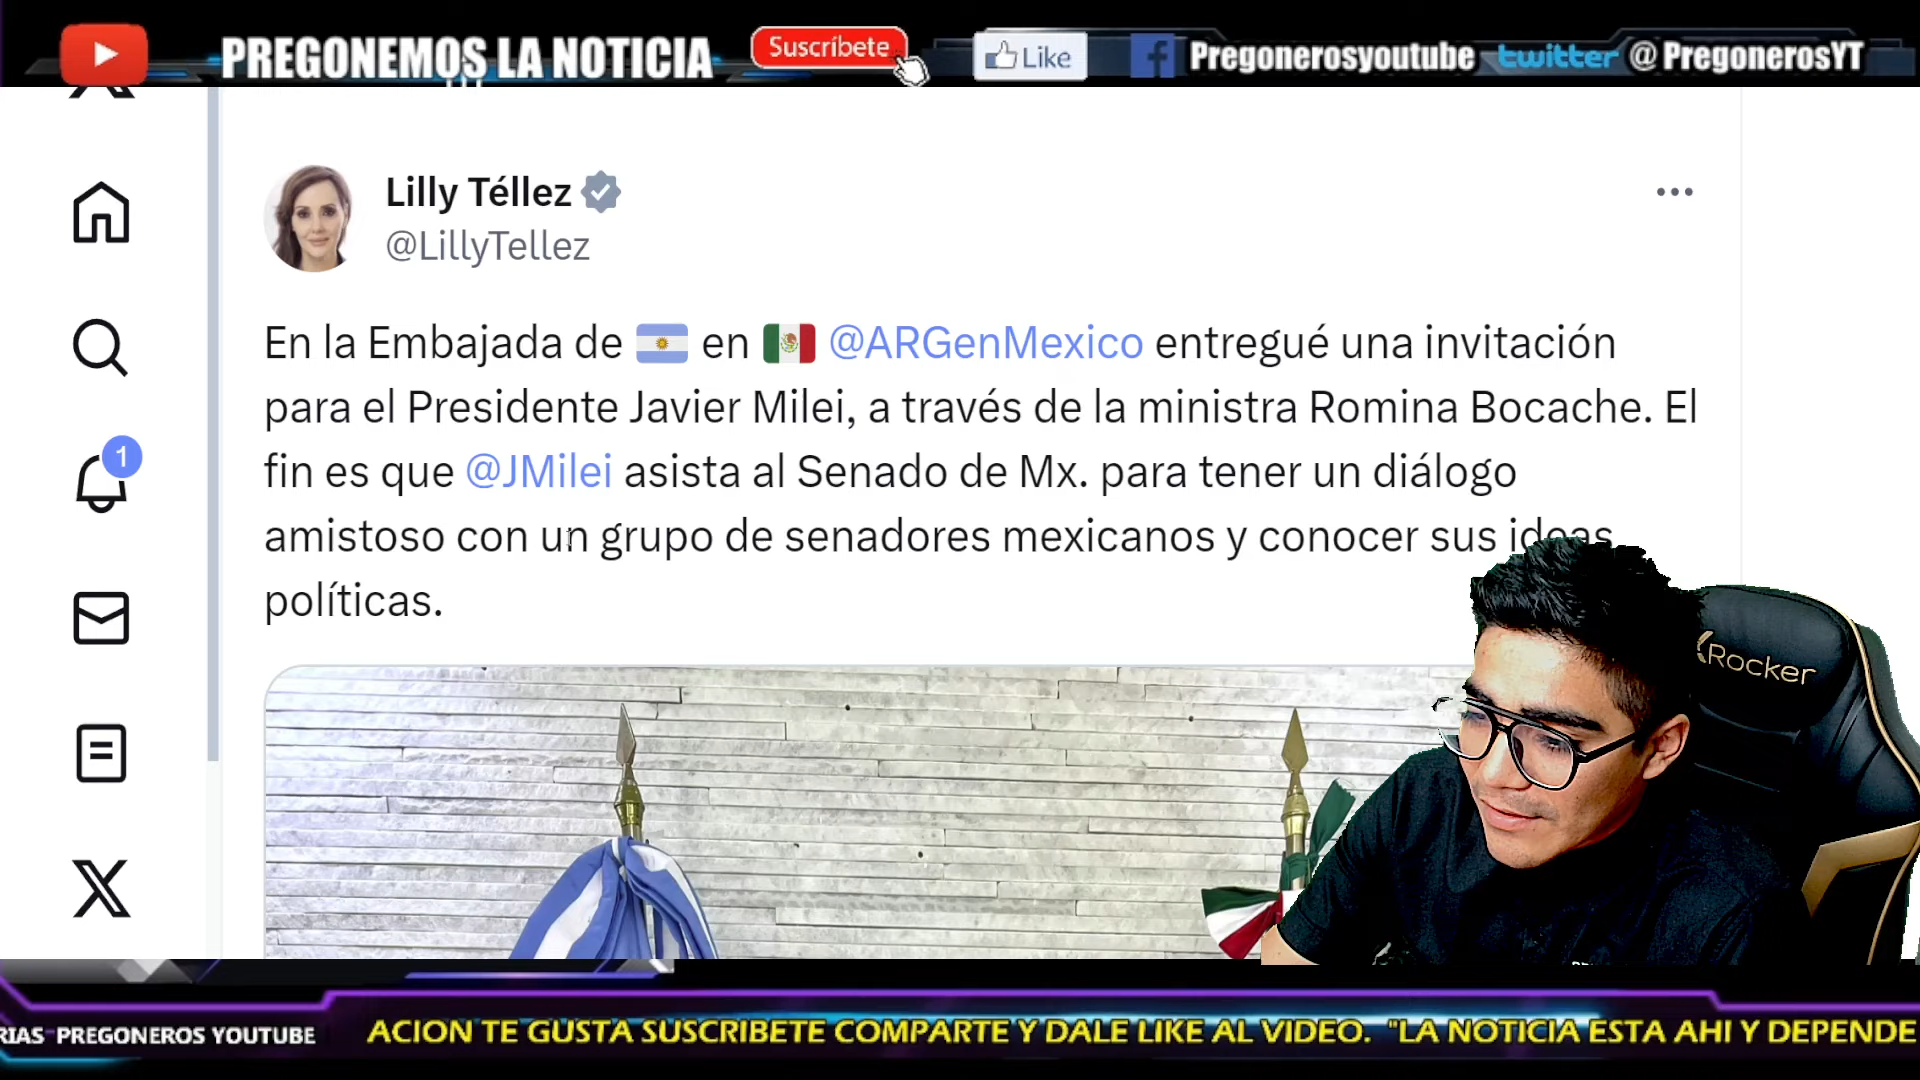 PREGONEMOS LA NOTICIA Suscríbete Like Pregonerosyoutube twitter @PregonerosYT
Lilly Téllez
@LillyTellez
En la Embajada de 🇦🇷 en 🇲🇽 @ARGenMexico entregué una invitación
para el Presidente Javier Milei, a través de la ministra Romina Bocache. El
fin es que @JMilei asista al Senado de Mx. para tener un diálogo
amistoso con un grupo de senadores mexicanos y conocer sus ideas
políticas.
1
XRocker
RIAS PREGONEROS YOUTUBE
ACION TE GUSTA SUSCRIBETE COMPARTE Y DALE LIKE AL VIDEO. "LA NOTICIA ESTA AHI Y DEPENDE